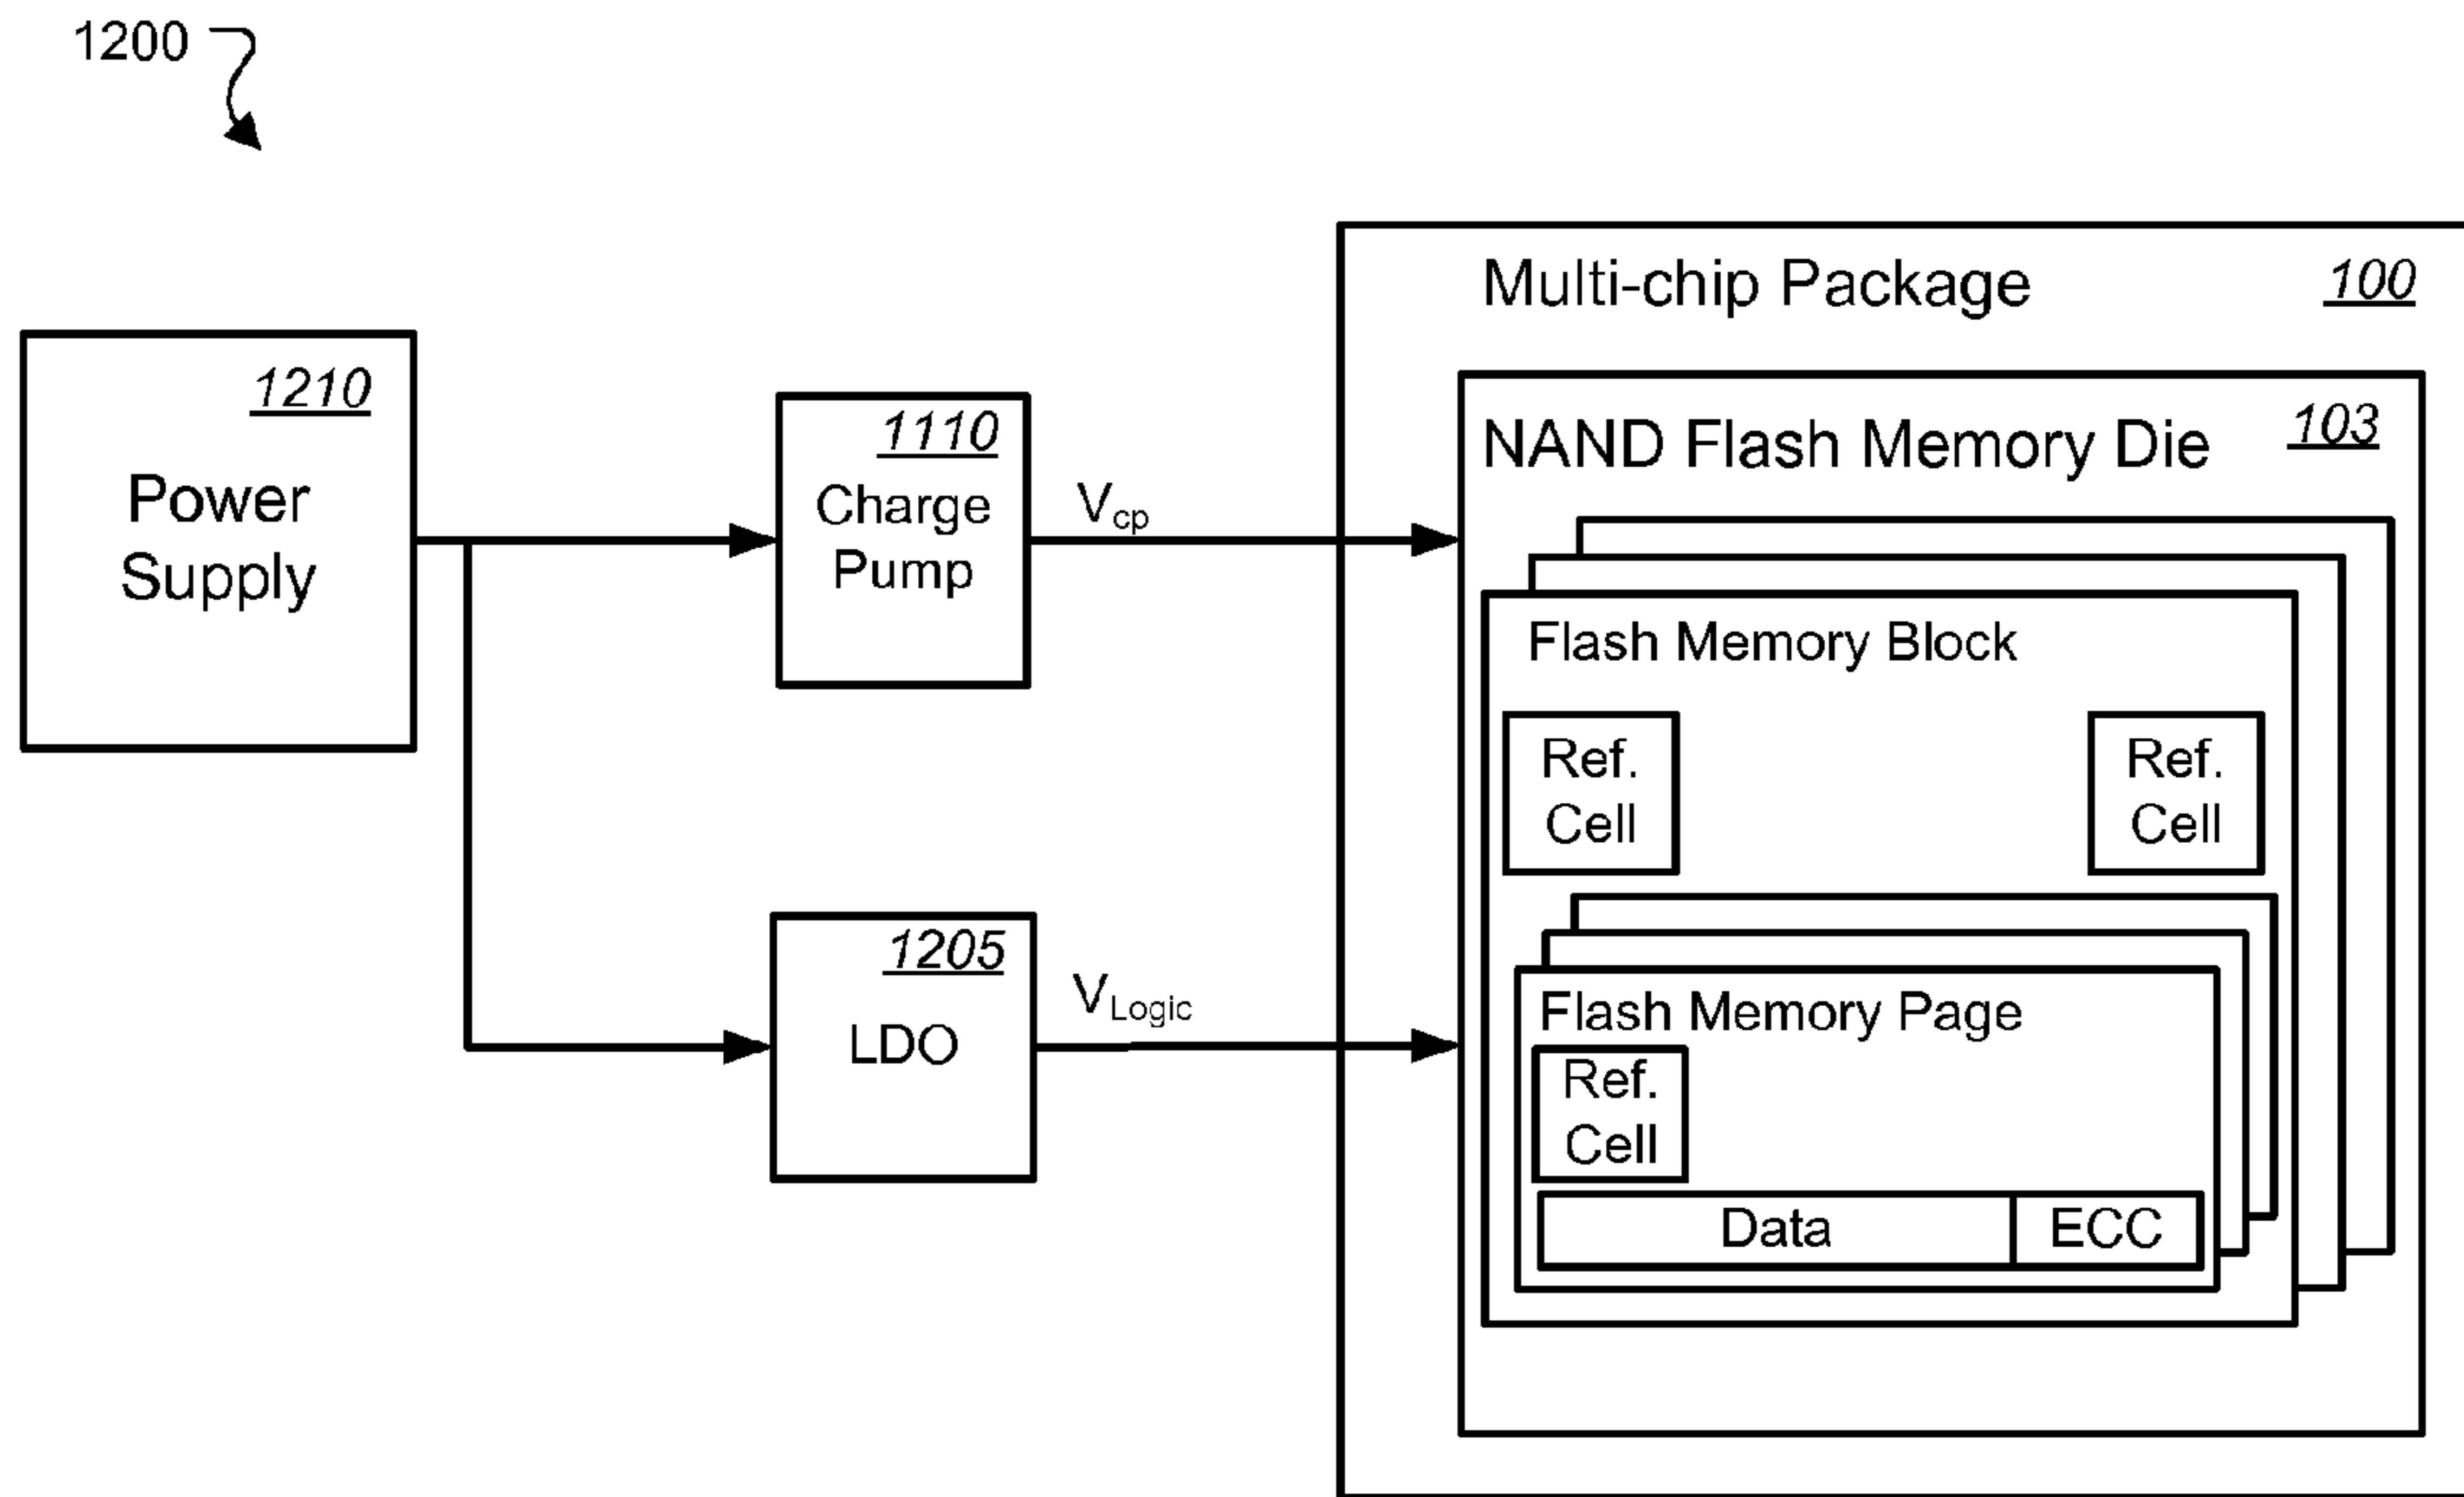 1200
Multi-chip Package 100
1210
Power
Supply
1110
Charge
Pump
Vcp
NAND Flash Memory Die 103
Flash Memory Block
Ref.
Cell
Ref.
Cell
1205
LDO
VLogic
Flash Memory Page
Ref.
Cell
Data ECC